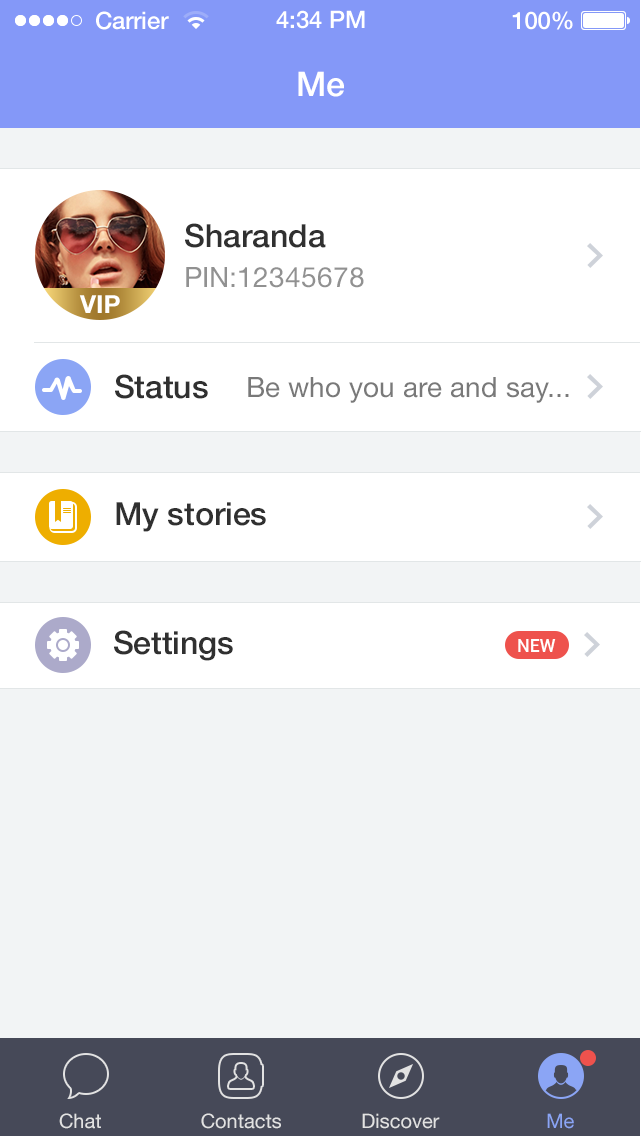 Carrier 4:34 PM 100%
Me
Sharanda
PIN:12345678
VIP
Status Be who you are and say...
My stories
Settings NEW
Chat Contacts Discover Me